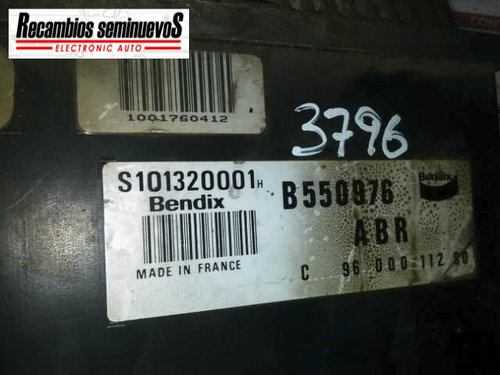 Recambios seminuevos
ELECTRONIC AUTO
1001760412
3796
S101320001H
B550976
Bendix
Bendix
ABR
MADE IN FRANCE
C 96 000 112 80